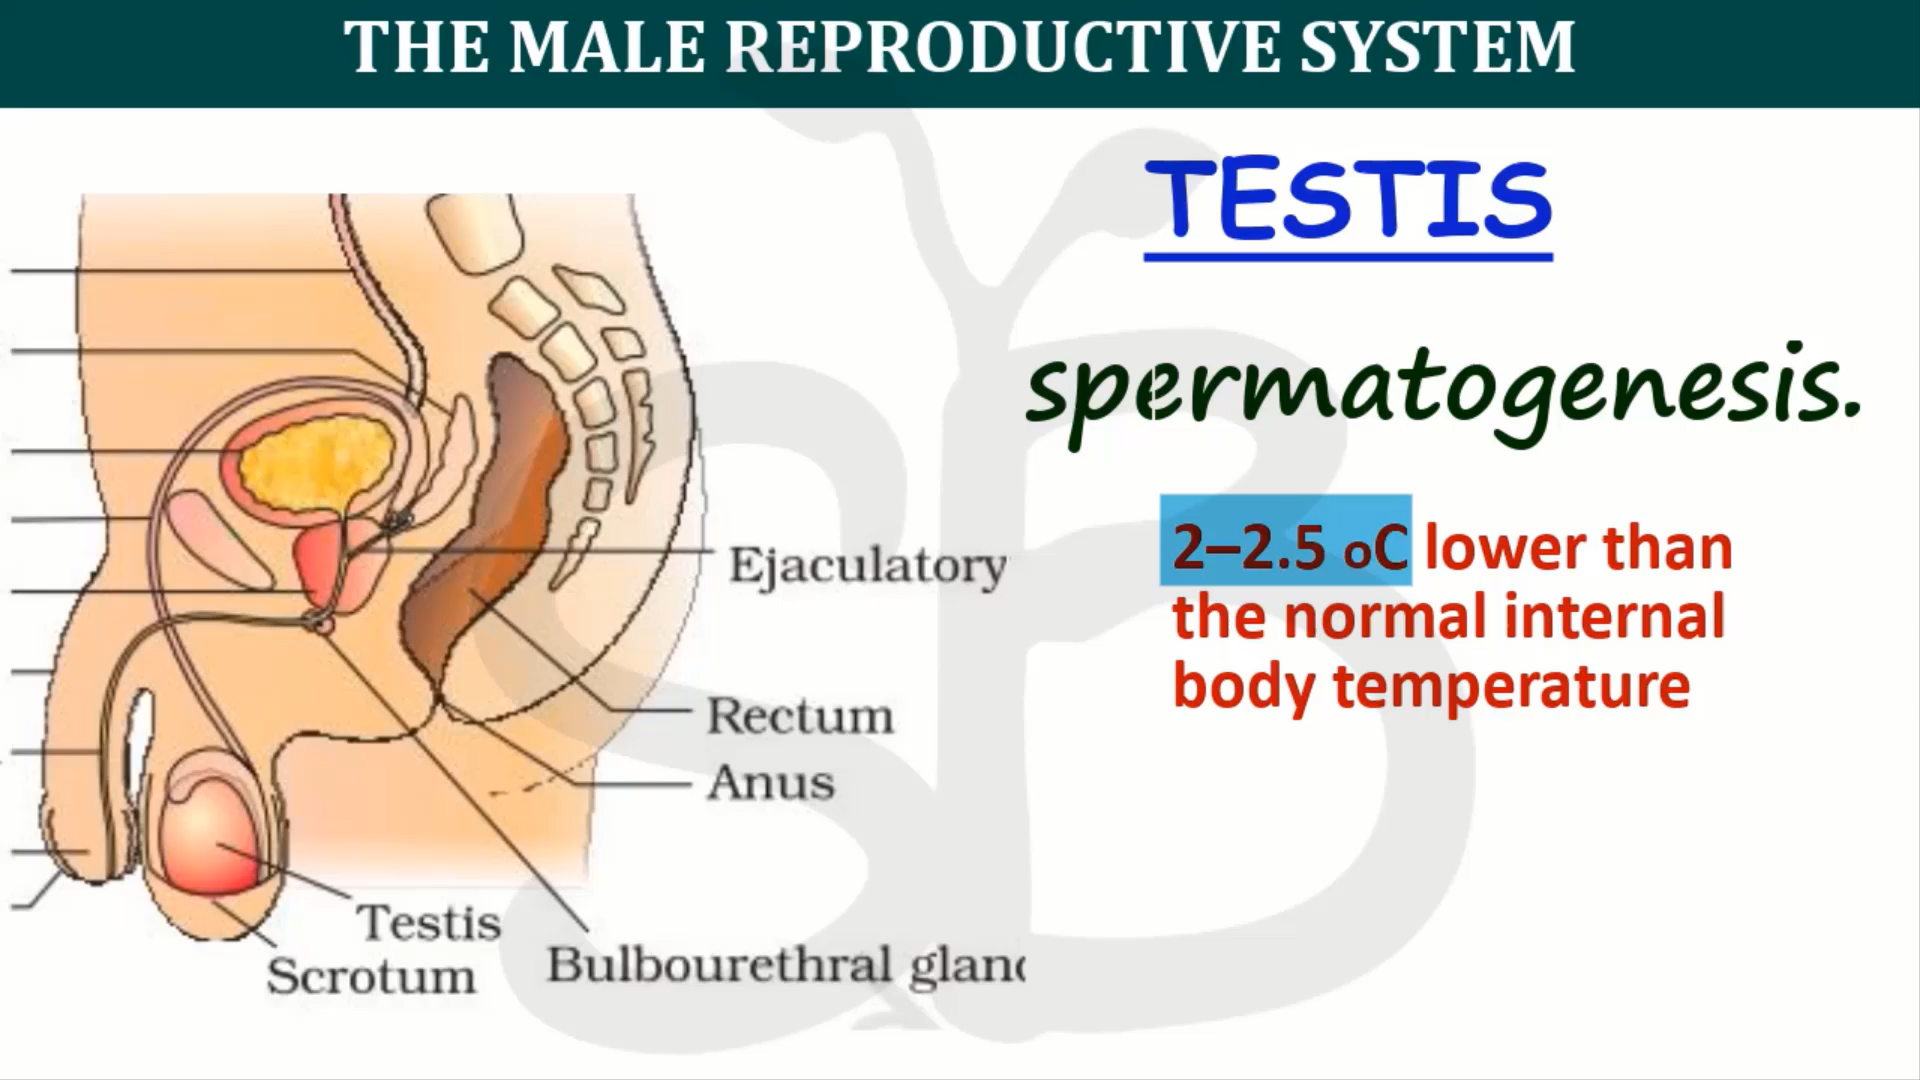 THE MALE REPRODUCTIVE SYSTEM
TESTIS
spermatogenesis.
2–2.5 oC lower than
the normal internal
body temperature
Ejaculatory
Rectum
Anus
Testis
Scrotum
Bulbourethral gland